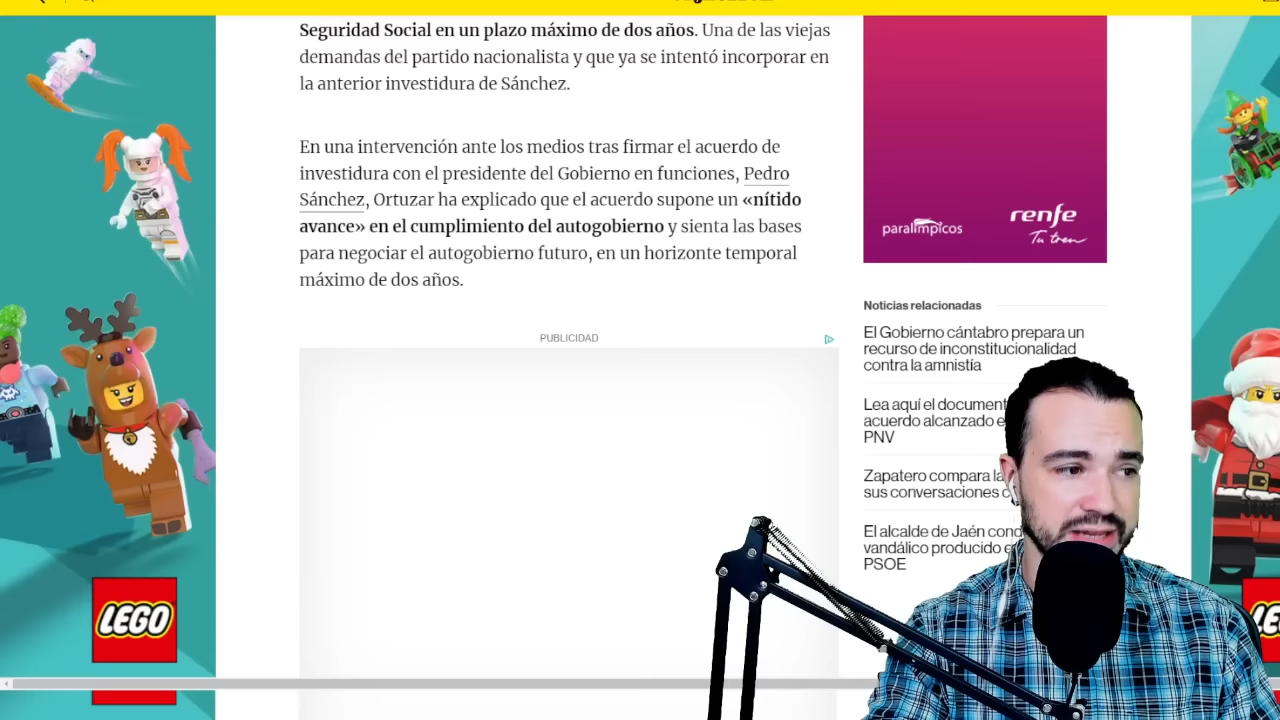 Seguridad Social en un plazo máximo de dos años. Una de las viejas
demandas del partido nacionalista y que ya se intentó incorporar en
la anterior investidura de Sánchez.
En una intervención ante los medios tras firmar el acuerdo de
investidura con el presidente del Gobierno en funciones, Pedro
Sánchez, Ortuzar ha explicado que el acuerdo supone un «nítido
avance» en el cumplimiento del autogobierno y sienta las bases
para negociar el autogobierno futuro, en un horizonte temporal
máximo de dos años.
PUBLICIDAD
paralímpicos
renfe
Tu tren
Noticias relacionadas
El Gobierno cántabro prepara un
recurso de inconstitucionalidad
contra la amnistía
Lea aquí el document
acuerdo alcanzado e
PNV
Zapatero compara la
sus conversaciones c
El alcalde de Jaén cond
vandálico producido e
PSOE
LEGO
LE